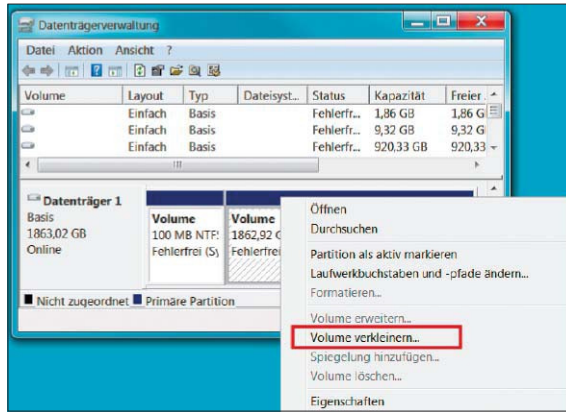 Datenträgerverwaltung
Datei Aktion Ansicht ?
Volume Layout Typ Dateisyst... Status Kapazität Freier
Einfach Basis Fehlerfr... 1,86 GB 1,86 G
Einfach Basis Fehlerfr... 9,32 GB 9,32 G
Einfach Basis Fehlerfr... 920,33 GB 920,33
Datenträger 1
Basis
1863,02 GB
Online
Volume
100 MB NTF
Fehlerfrei (Sy
Volume
1862,92 G
Fehlerfrei
Nicht zugeordnet Primäre Partition
Öffnen
Durchsuchen
Partition als aktiv markieren
Laufwerkbuchstaben und -pfade ändern...
Formatieren...
Volume erweitern...
Volume verkleinern...
Spiegelung hinzufügen...
Volume löschen...
Eigenschaften